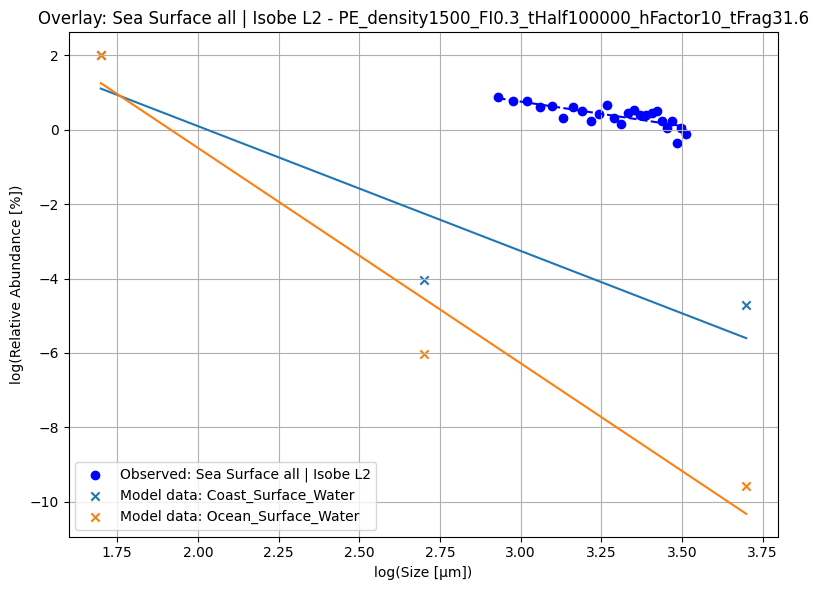 Overlay: Sea Surface all | Isobe L2 - PE_density1500_FI0.3_tHalf100000_hFactor10_tFrag31.6
log(Relative Abundance [%])
2
0
−2
−4
−6
−8
−10
Observed: Sea Surface all | Isobe L2
Model data: Coast_Surface_Water
Model data: Ocean_Surface_Water
1.75 2.00 2.25 2.50 2.75 3.00 3.25 3.50 3.75
log(Size [µm])